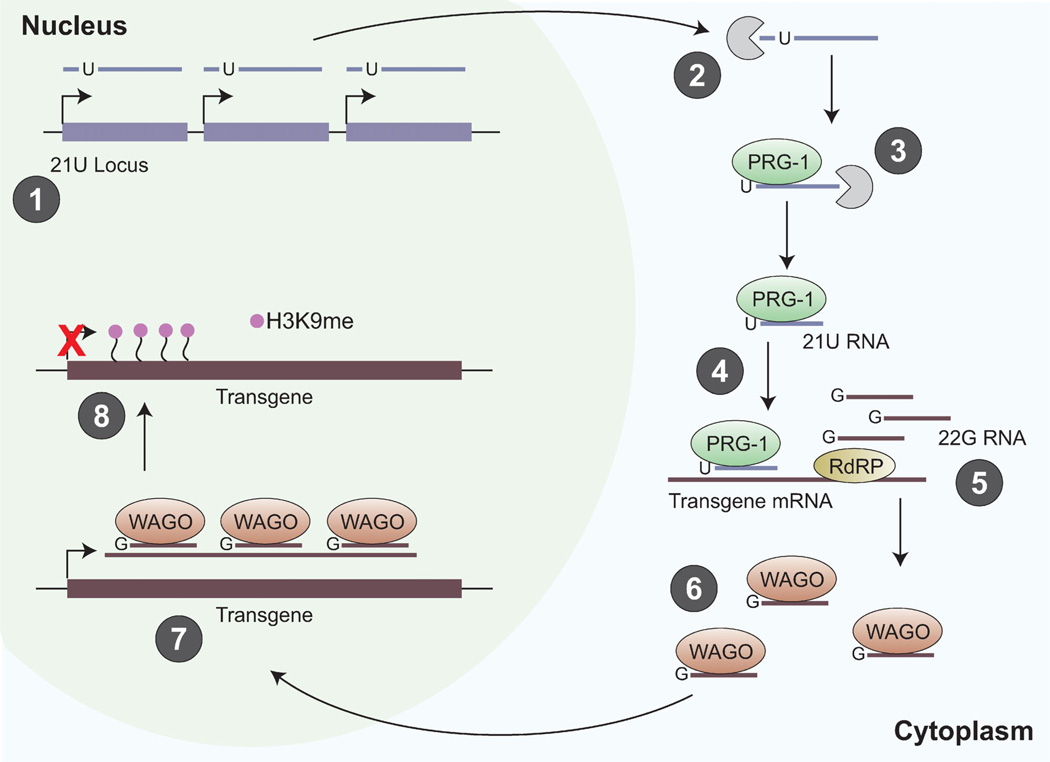 Nucleus
U U U
21U Locus
1
U
2
PRG-1
U
3
PRG-1
U
21U RNA
4
PRG-1
U
G
G
G
22G RNA
RdRP
5
Transgene mRNA
6
WAGO
G
WAGO
G
WAGO
G
H3K9me
X
Transgene
8
WAGO WAGO WAGO
G G G
Transgene
7
Cytoplasm